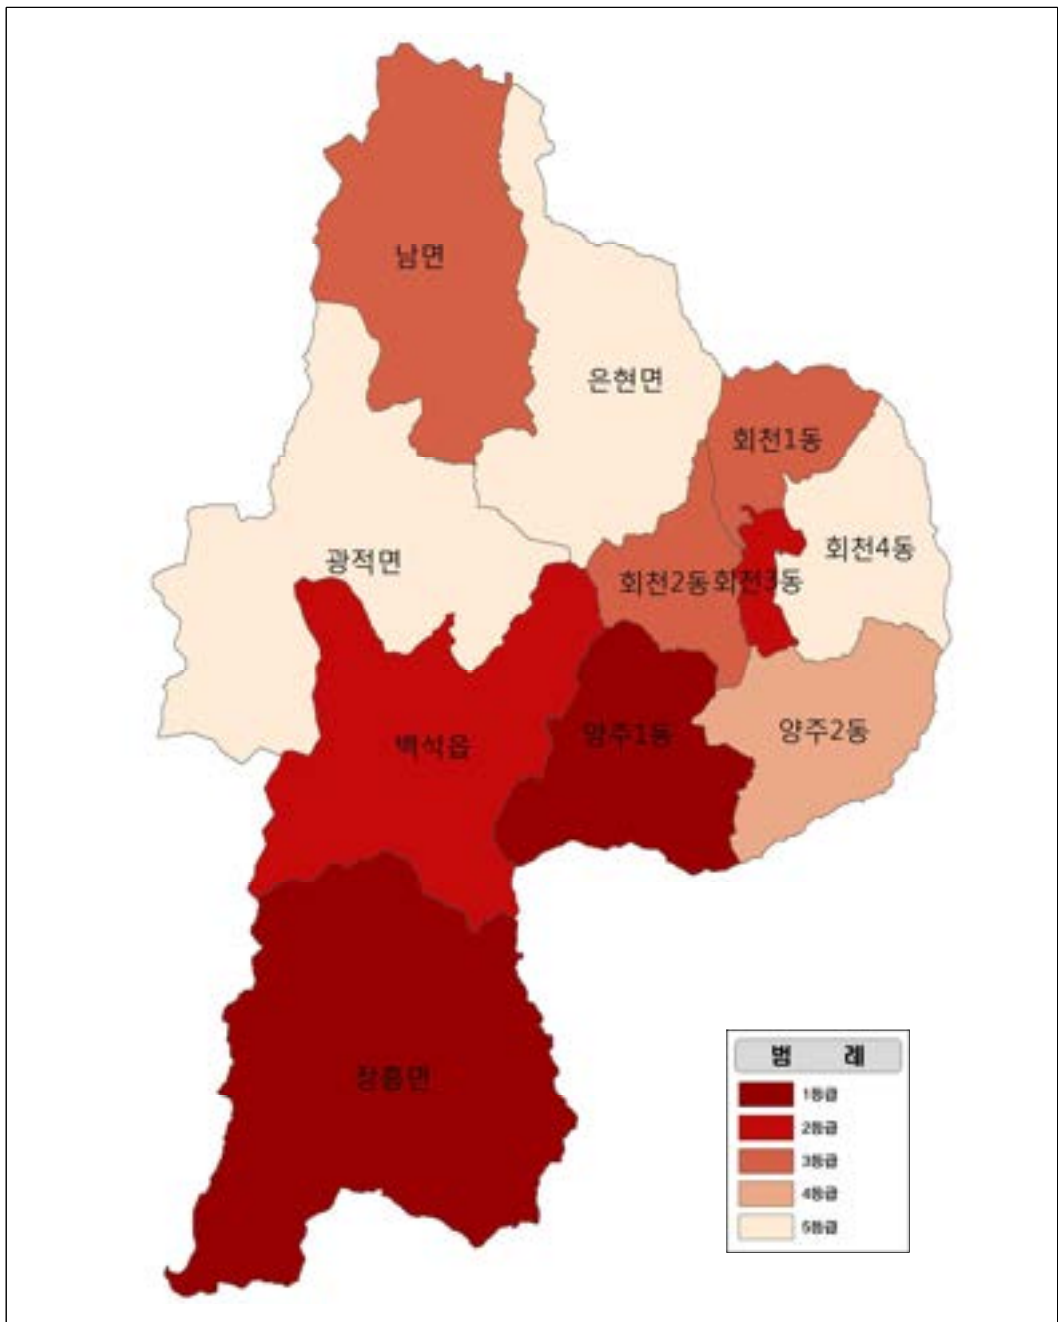 남면
은현면
회천1동
회천4동
광적면
회천2동
회천3동
양주2동
백석읍
양주1동
장흥면
범 례
1등급
2등급
3등급
4등급
5등급